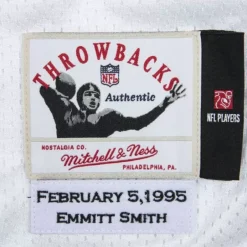 THROWBACKS
NFL
Authentic
NFL PLAYERS
NOSTALGIA CO.
Mitchell & Ness
PHILADELPHIA, PA.
FEBRUARY 5,1995
EMMITT SMITH